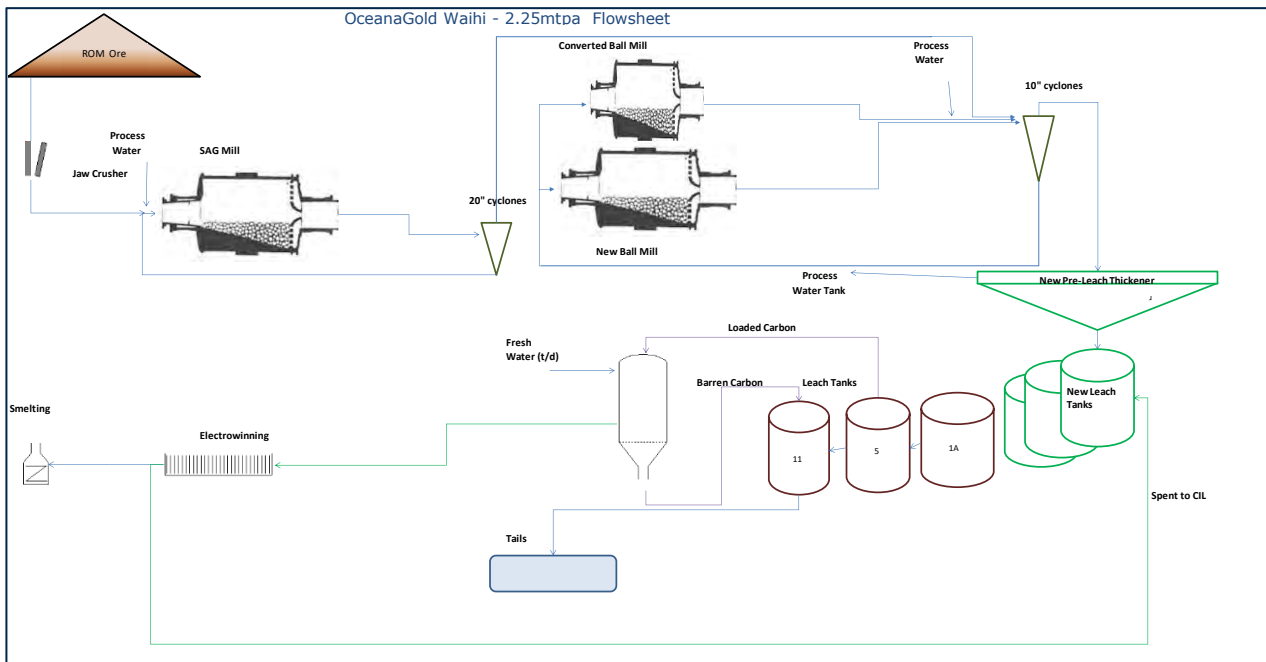 OceanaGold Waihi - 2.25mtpa Flowsheet
ROM Ore
Converted Ball Mill
Process
Water
10" cyclones
Process
Water
SAG Mill
Jaw Crusher
20" cyclones
New Ball Mill
Process
Water Tank
New Pre-Leach Thickener
Loaded Carbon
Fresh
Water (t/d)
Barren Carbon
Leach Tanks
New Leach
Tanks
Smelting
Electrowinning
11
5
1A
Spent to CIL
Tails